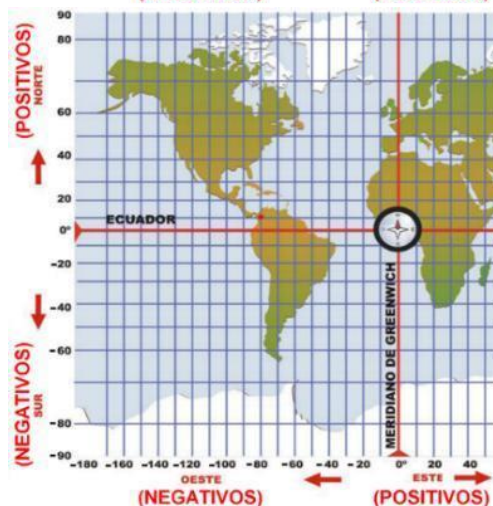 90
80
60
40
20
0°
-20
-40
-60
-80
-90
(POSITIVOS)
NORTE
ECUADOR
(NEGATIVOS)
SUR
MERIDIANO DE GREENWICH
-180 -160 -140 -120 -100 -80 -60 -40 -20 0° 20 40
OESTE
ESTE
(NEGATIVOS)
(POSITIVOS)